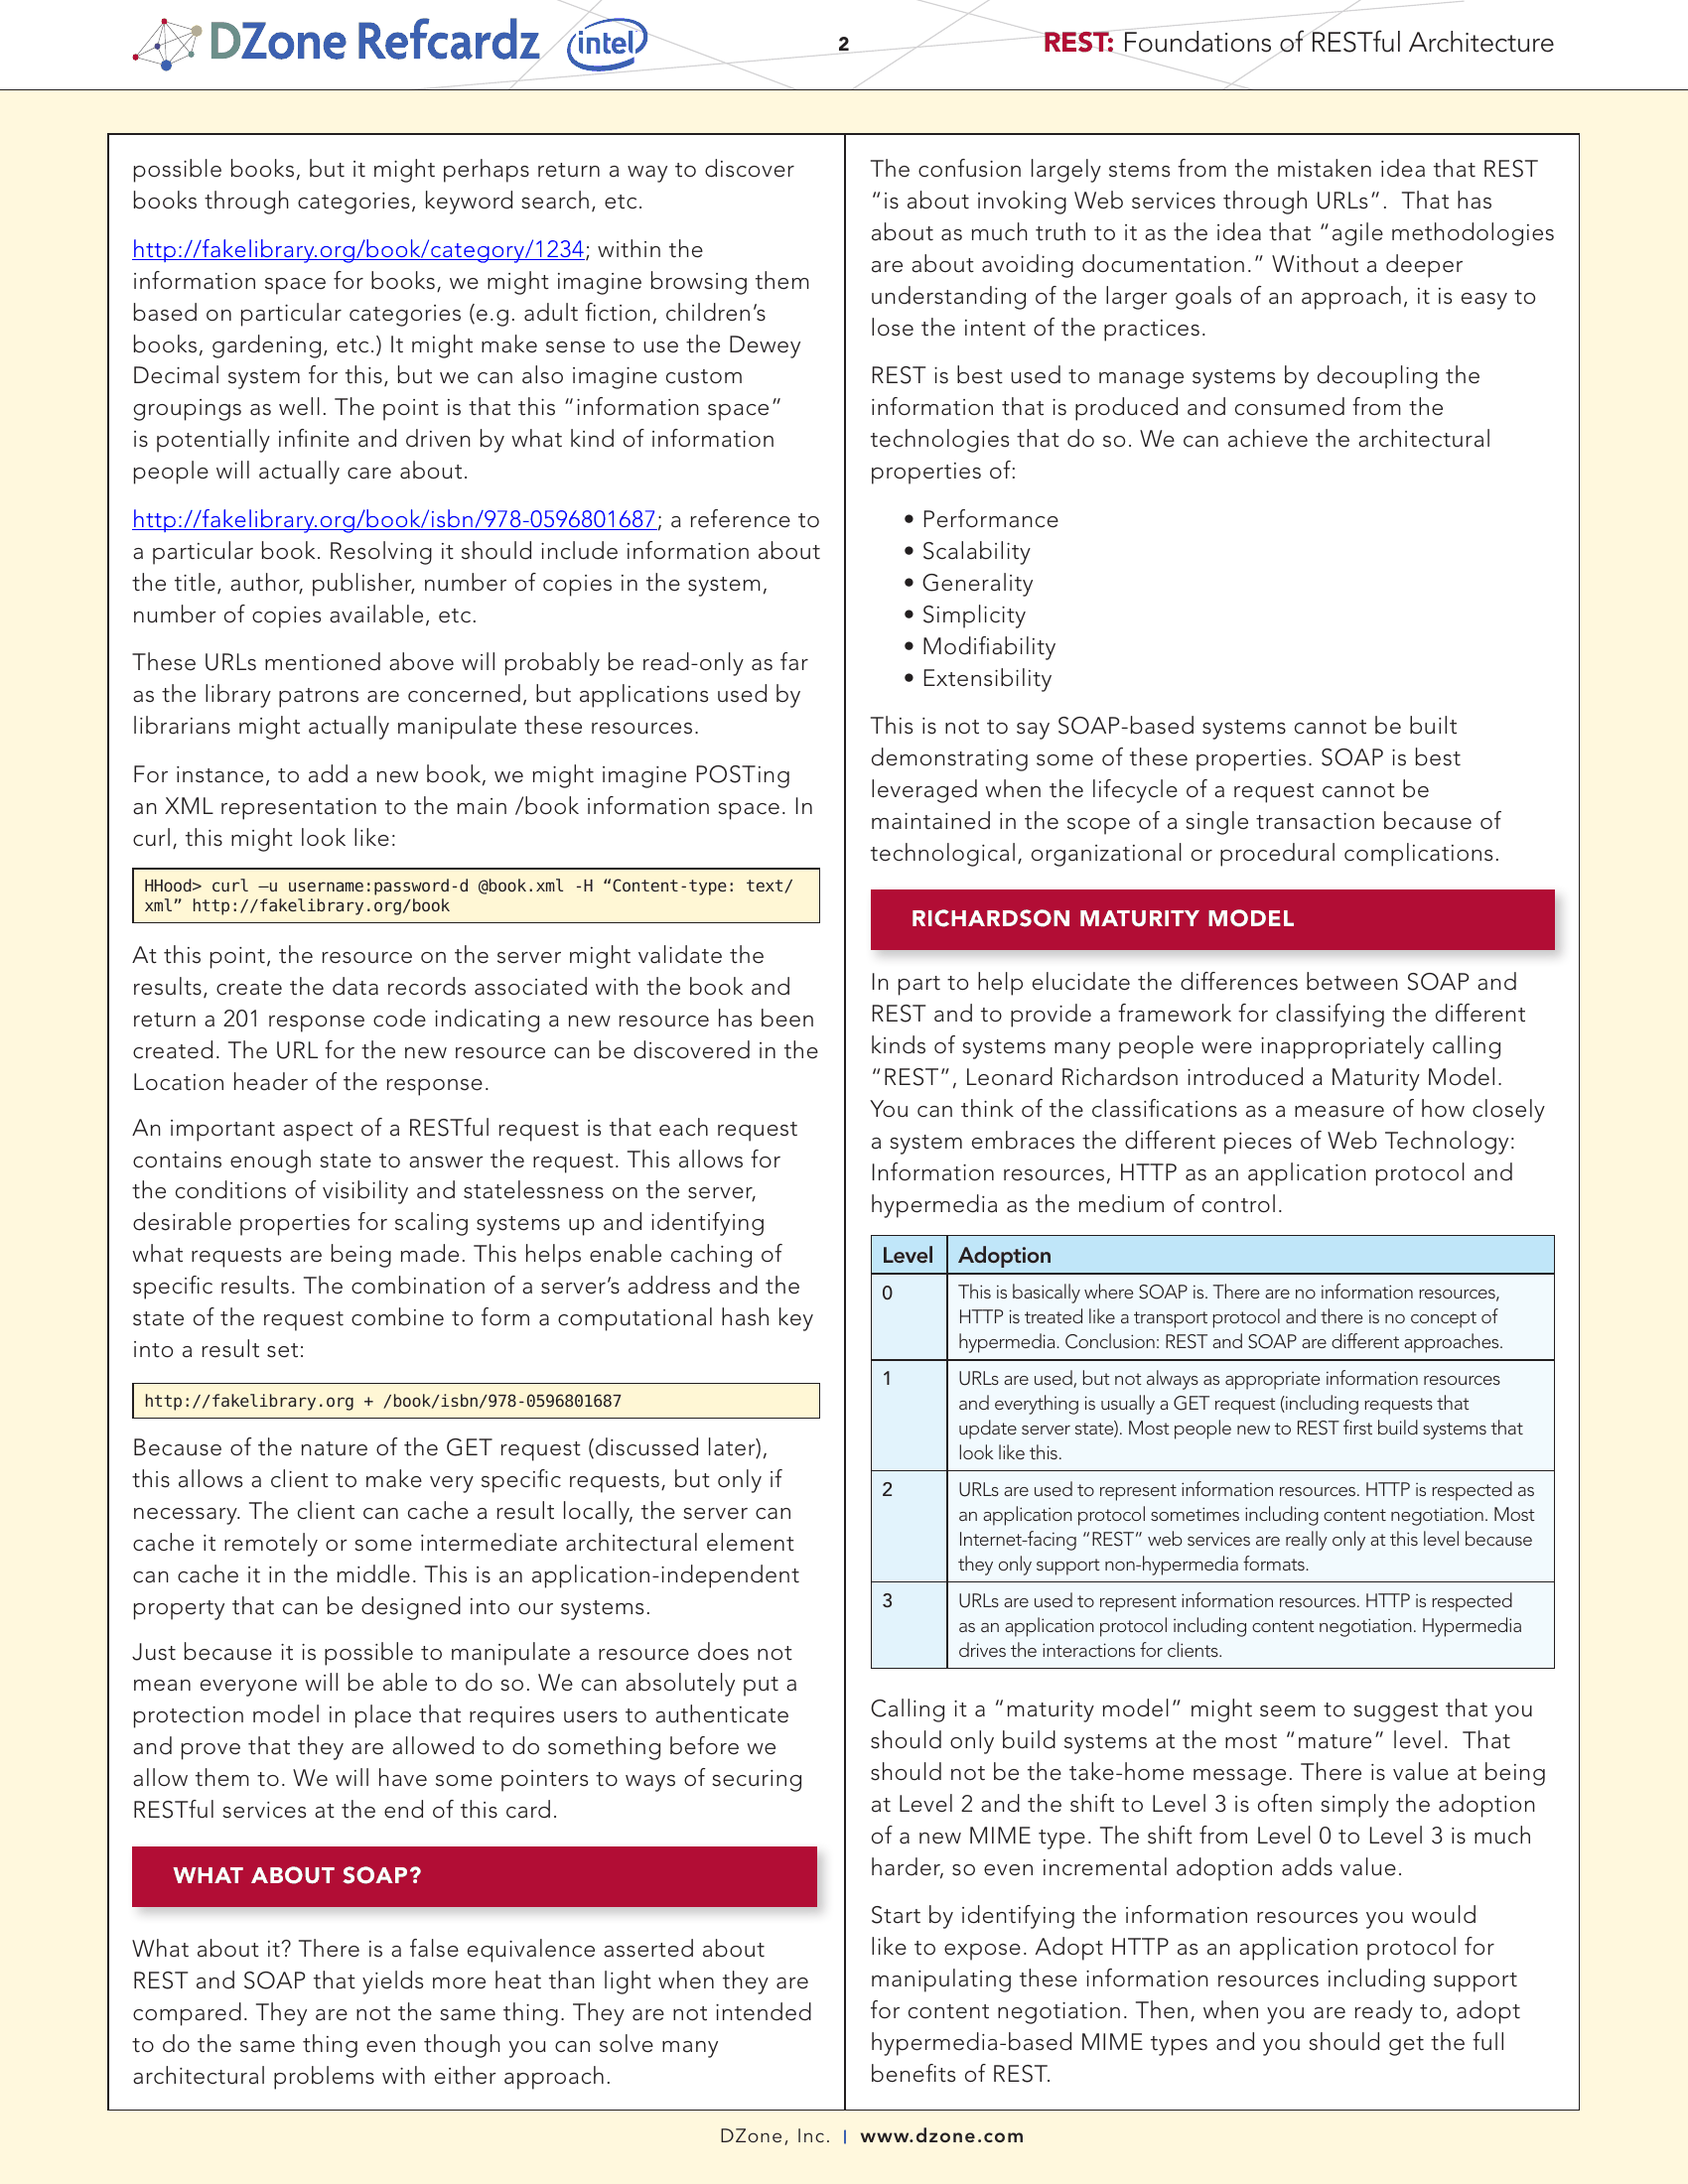 DZone Refcardz
intel
2
REST: Foundations of RESTful Architecture
possible books, but it might perhaps return a way to discover
books through categories, keyword search, etc.
http://fakelibrary.org/book/category/1234; within the
information space for books, we might imagine browsing them
based on particular categories (e.g. adult fiction, children’s
books, gardening, etc.) It might make sense to use the Dewey
Decimal system for this, but we can also imagine custom
groupings as well. The point is that this “information space”
is potentially infinite and driven by what kind of information
people will actually care about.
http://fakelibrary.org/book/isbn/978-0596801687; a reference to
a particular book. Resolving it should include information about
the title, author, publisher, number of copies in the system,
number of copies available, etc.
These URLs mentioned above will probably be read-only as far
as the library patrons are concerned, but applications used by
librarians might actually manipulate these resources.
For instance, to add a new book, we might imagine POSTing
an XML representation to the main /book information space. In
curl, this might look like:
HHood> curl –u username:password-d @book.xml -H “Content-type: text/
xml” http://fakelibrary.org/book
At this point, the resource on the server might validate the
results, create the data records associated with the book and
return a 201 response code indicating a new resource has been
created. The URL for the new resource can be discovered in the
Location header of the response.
An important aspect of a RESTful request is that each request
contains enough state to answer the request. This allows for
the conditions of visibility and statelessness on the server,
desirable properties for scaling systems up and identifying
what requests are being made. This helps enable caching of
specific results. The combination of a server’s address and the
state of the request combine to form a computational hash key
into a result set:
http://fakelibrary.org + /book/isbn/978-0596801687
Because of the nature of the GET request (discussed later),
this allows a client to make very specific requests, but only if
necessary. The client can cache a result locally, the server can
cache it remotely or some intermediate architectural element
can cache it in the middle. This is an application-independent
property that can be designed into our systems.
Just because it is possible to manipulate a resource does not
mean everyone will be able to do so. We can absolutely put a
protection model in place that requires users to authenticate
and prove that they are allowed to do something before we
allow them to. We will have some pointers to ways of securing
RESTful services at the end of this card.
WHAT ABOUT SOAP?
What about it? There is a false equivalence asserted about
REST and SOAP that yields more heat than light when they are
compared. They are not the same thing. They are not intended
to do the same thing even though you can solve many
architectural problems with either approach.
The confusion largely stems from the mistaken idea that REST
“is about invoking Web services through URLs”.  That has
about as much truth to it as the idea that “agile methodologies
are about avoiding documentation.” Without a deeper
understanding of the larger goals of an approach, it is easy to
lose the intent of the practices.
REST is best used to manage systems by decoupling the
information that is produced and consumed from the
technologies that do so. We can achieve the architectural
properties of:
• Performance
• Scalability
• Generality
• Simplicity
• Modifiability
• Extensibility
This is not to say SOAP-based systems cannot be built
demonstrating some of these properties. SOAP is best
leveraged when the lifecycle of a request cannot be
maintained in the scope of a single transaction because of
technological, organizational or procedural complications.
RICHARDSON MATURITY MODEL
In part to help elucidate the differences between SOAP and
REST and to provide a framework for classifying the different
kinds of systems many people were inappropriately calling
“REST”, Leonard Richardson introduced a Maturity Model.
You can think of the classifications as a measure of how closely
a system embraces the different pieces of Web Technology:
Information resources, HTTP as an application protocol and
hypermedia as the medium of control.
Level Adoption
0 This is basically where SOAP is. There are no information resources,
HTTP is treated like a transport protocol and there is no concept of
hypermedia. Conclusion: REST and SOAP are different approaches.
1 URLs are used, but not always as appropriate information resources
and everything is usually a GET request (including requests that
update server state). Most people new to REST first build systems that
look like this.
2 URLs are used to represent information resources. HTTP is respected as
an application protocol sometimes including content negotiation. Most
Internet-facing “REST” web services are really only at this level because
they only support non-hypermedia formats.
3 URLs are used to represent information resources. HTTP is respected
as an application protocol including content negotiation. Hypermedia
drives the interactions for clients.
Calling it a “maturity model” might seem to suggest that you
should only build systems at the most “mature” level.  That
should not be the take-home message. There is value at being
at Level 2 and the shift to Level 3 is often simply the adoption
of a new MIME type. The shift from Level 0 to Level 3 is much
harder, so even incremental adoption adds value.
Start by identifying the information resources you would
like to expose. Adopt HTTP as an application protocol for
manipulating these information resources including support
for content negotiation. Then, when you are ready to, adopt
hypermedia-based MIME types and you should get the full
benefits of REST.
DZone, Inc. | www.dzone.com